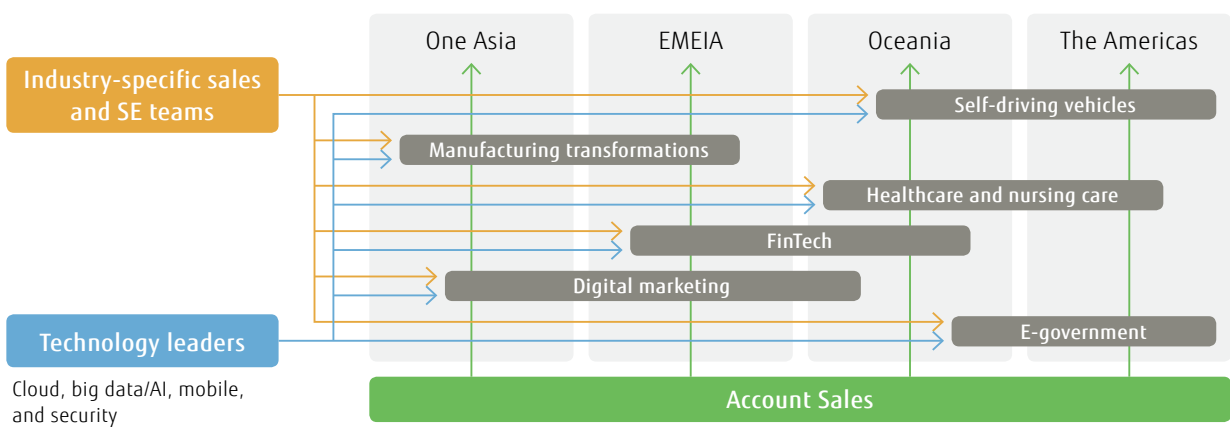 One Asia
EMEIA
Oceania
The Americas
Industry-specific sales
and SE teams
Self-driving vehicles
Manufacturing transformations
Healthcare and nursing care
FinTech
Digital marketing
E-government
Technology leaders
Cloud, big data/AI, mobile,
and security
Account Sales